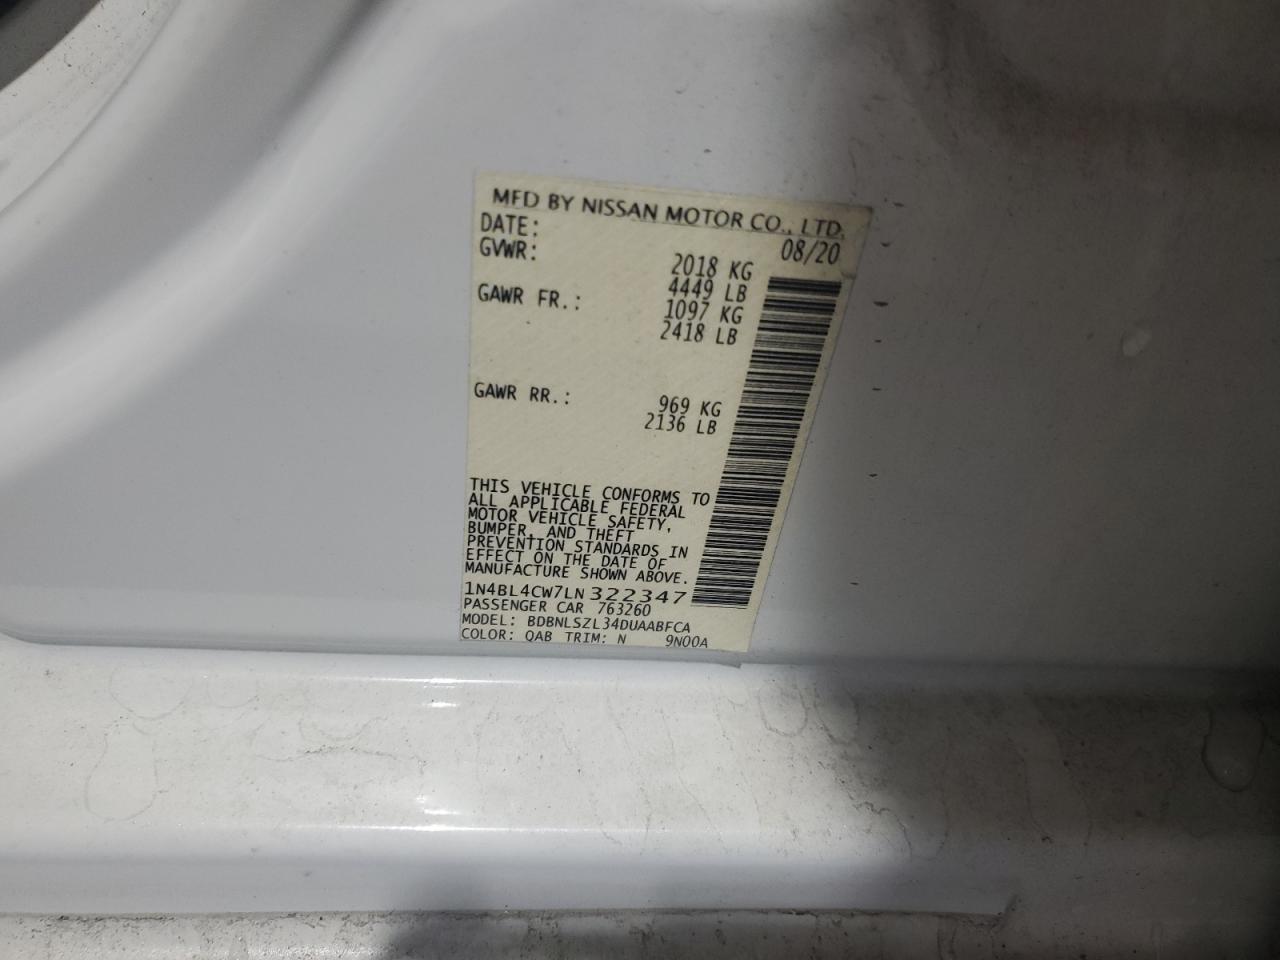 MFD BY NISSAN MOTOR CO., LTD.
DATE: 08/20
GVWR: 2018 KG
4449 LB
GAWR FR.: 1097 KG
2418 LB
GAWR RR.: 969 KG
2136 LB
THIS VEHICLE CONFORMS TO
ALL APPLICABLE FEDERAL
MOTOR VEHICLE SAFETY,
BUMPER, AND THEFT
PREVENTION STANDARDS IN
EFFECT ON THE DATE OF
MANUFACTURE SHOWN ABOVE.
1N4BL4CW7LN322347
PASSENGER CAR 763260
MODEL: BDBNLSZL34DUAABFCA
COLOR: QAB TRIM: N 9N00A